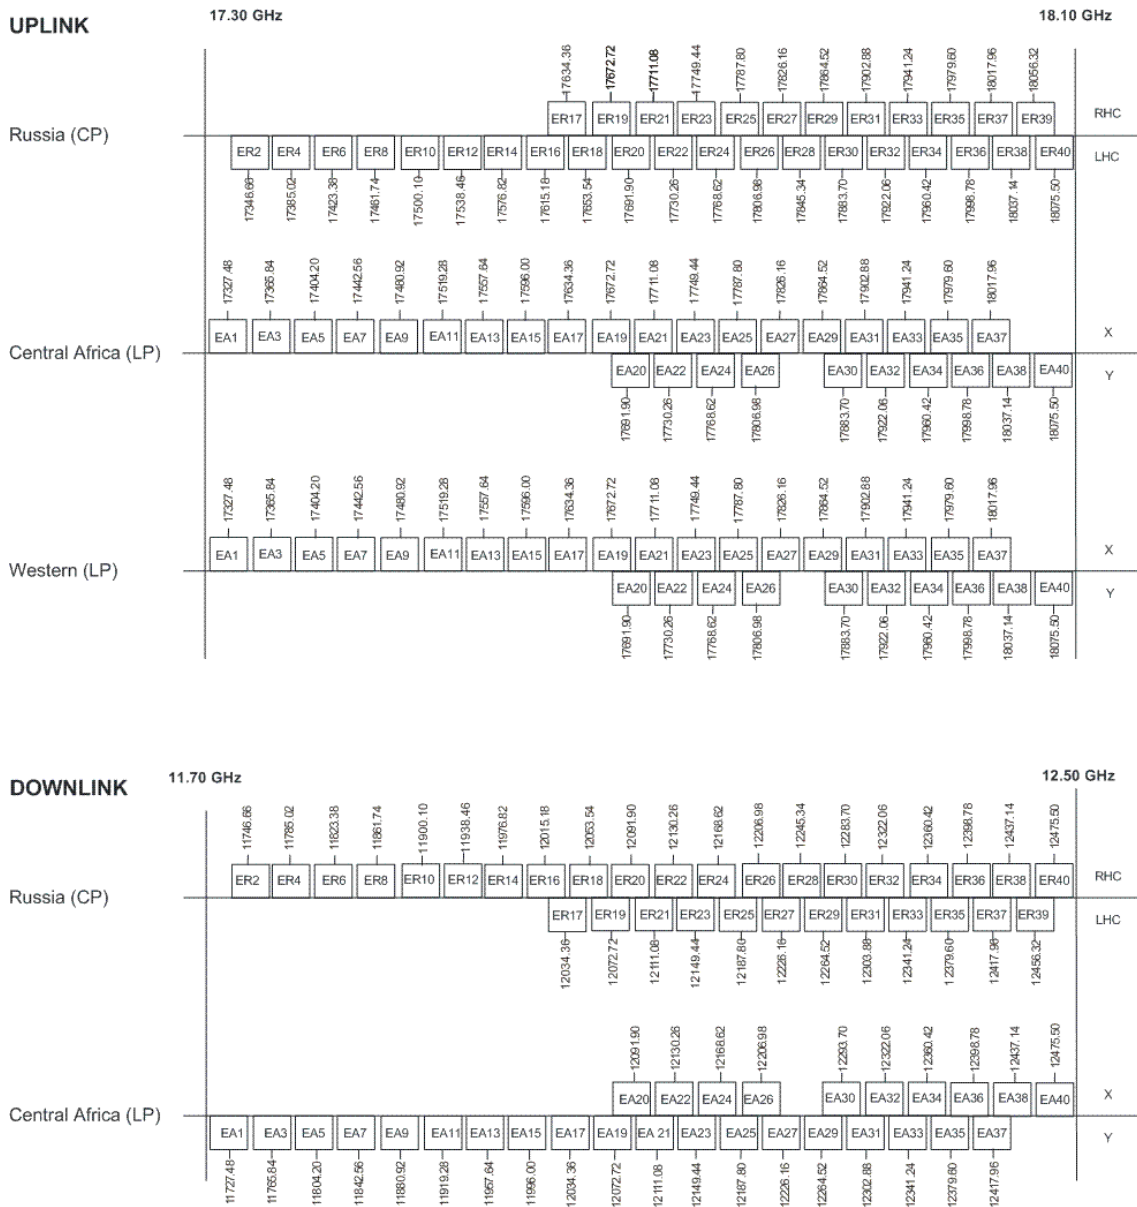 UPLINK
17.30 GHz 18.10 GHz
17634.36 17672.72 17711.08 17749.44 17787.80 17826.16 17864.52 17902.88 17941.24 17979.60 18017.96 18056.32
ER17 ER19 ER21 ER23 ER25 ER27 ER29 ER31 ER33 ER35 ER37 ER39 RHC
Russia (CP)
ER2 ER4 ER6 ER8 ER10 ER12 ER14 ER16 ER18 ER20 ER22 ER24 ER26 ER28 ER30 ER32 ER34 ER36 ER38 ER40 LHC
17346.66 17385.02 17423.38 17461.74 17500.10 17538.46 17576.82 17615.18 17653.54 17691.90 17730.26 17768.62 17806.98 17845.34 17883.70 17922.06 17960.42 17998.78 18037.14 18075.50
17327.48 17365.84 17404.20 17442.56 17480.92 17519.28 17557.64 17596.00 17634.36 17672.72 17711.08 17749.44 17787.80 17826.16 17864.52 17902.88 17941.24 17979.60 18017.96
EA1 EA3 EA5 EA7 EA9 EA11 EA13 EA15 EA17 EA19 EA21 EA23 EA25 EA27 EA29 EA31 EA33 EA35 EA37 X
Central Africa (LP)
EA20 EA22 EA24 EA26 EA30 EA32 EA34 EA36 EA38 EA40 Y
17691.90 17730.26 17768.62 17806.98 17883.70 17922.06 17960.42 17998.78 18037.14 18075.50
17327.48 17365.84 17404.20 17442.56 17480.92 17519.28 17557.64 17596.00 17634.36 17672.72 17711.08 17749.44 17787.80 17826.16 17864.52 17902.88 17941.24 17979.60 18017.96
EA1 EA3 EA5 EA7 EA9 EA11 EA13 EA15 EA17 EA19 EA21 EA23 EA25 EA27 EA29 EA31 EA33 EA35 EA37 X
Western (LP)
EA20 EA22 EA24 EA26 EA30 EA32 EA34 EA36 EA38 EA40 Y
17691.90 17730.26 17768.62 17806.98 17883.70 17922.06 17960.42 17998.78 18037.14 18075.50
DOWNLINK
11.70 GHz 12.50 GHz
11746.66 11785.02 11823.38 11861.74 11900.10 11938.46 11976.82 12015.18 12053.54 12091.90 12130.26 12168.62 12206.98 12245.34 12283.70 12322.06 12360.42 12398.78 12437.14 12475.50
ER2 ER4 ER6 ER8 ER10 ER12 ER14 ER16 ER18 ER20 ER22 ER24 ER26 ER28 ER30 ER32 ER34 ER36 ER38 ER40 RHC
Russia (CP)
ER17 ER19 ER21 ER23 ER25 ER27 ER29 ER31 ER33 ER35 ER37 ER39 LHC
12034.36 12072.72 12111.08 12149.44 12187.80 12226.16 12264.52 12303.88 12341.24 12379.60 12417.96 12456.32
12091.90 12130.26 12168.62 12206.98 12293.70 12322.06 12360.42 12398.78 12437.14 12475.50
EA20 EA22 EA24 EA26 EA30 EA32 EA34 EA36 EA38 EA40 X
Central Africa (LP)
EA1 EA3 EA5 EA7 EA9 EA11 EA13 EA15 EA17 EA19 EA 21 EA23 EA25 EA27 EA29 EA31 EA33 EA35 EA37 Y
11727.48 11765.84 11804.20 11842.56 11880.92 11919.28 11957.64 11996.00 12034.36 12072.72 12111.08 12149.44 12187.80 12226.16 12264.52 12302.88 12341.24 12379.60 12417.96